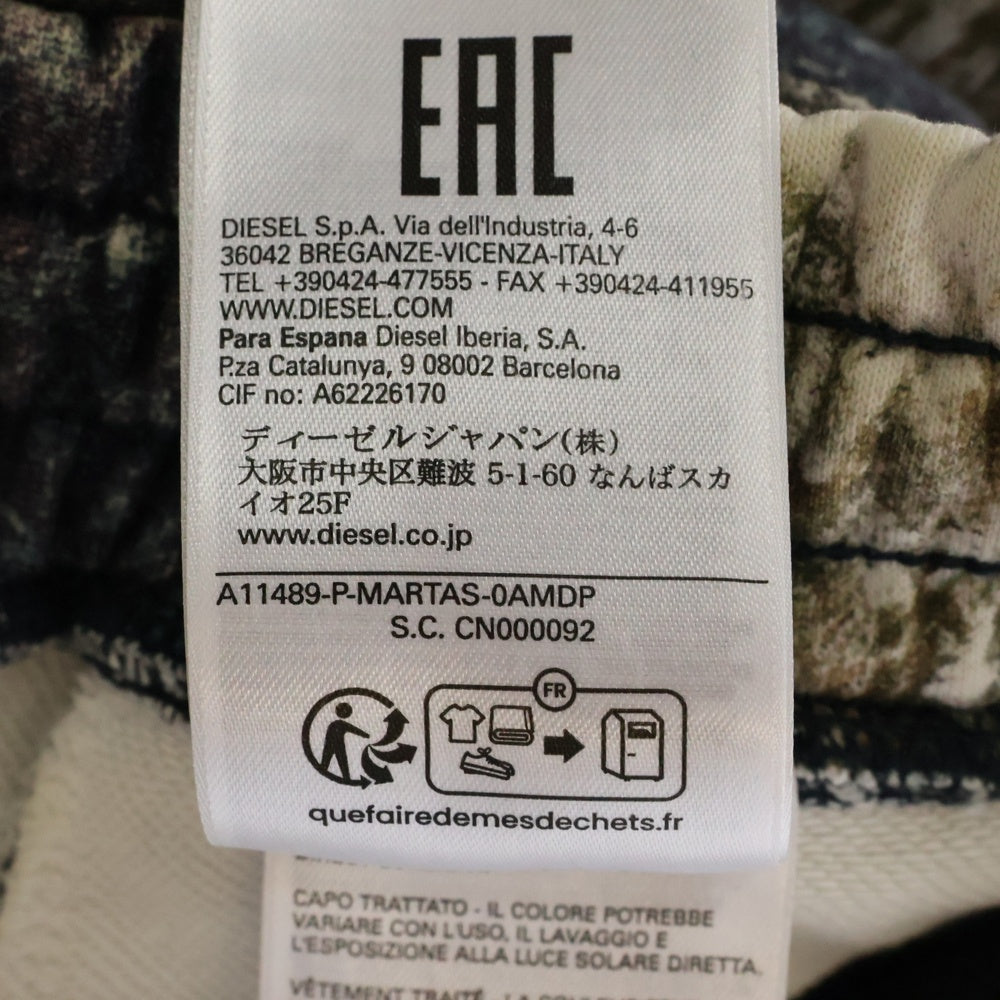 EAC
DIESEL S.p.A. Via dell'Industria, 4-6
36042 BREGANZE-VICENZA-ITALY
TEL +390424-477555 - FAX +390424-411955
WWW.DIESEL.COM
Para Espana Diesel Iberia, S.A.
P.za Catalunya, 9 08002 Barcelona
CIF no: A62226170
ディーゼルジャパン(株)
大阪市中央区難波 5-1-60 なんばスカ
イオ25F
www.diesel.co.jp
A11489-P-MARTAS-0AMDP
S.C. CN000092
FR
quefairedemesdechets.fr
CAPO TRATTATO - IL COLORE POTREBBE
VARIARE CON L'USO, IL LAVAGGIO E
L'ESPOSIZIONE ALLA LUCE SOLARE DIRETTA.
VÊTEMENT TRAITÉ - LA